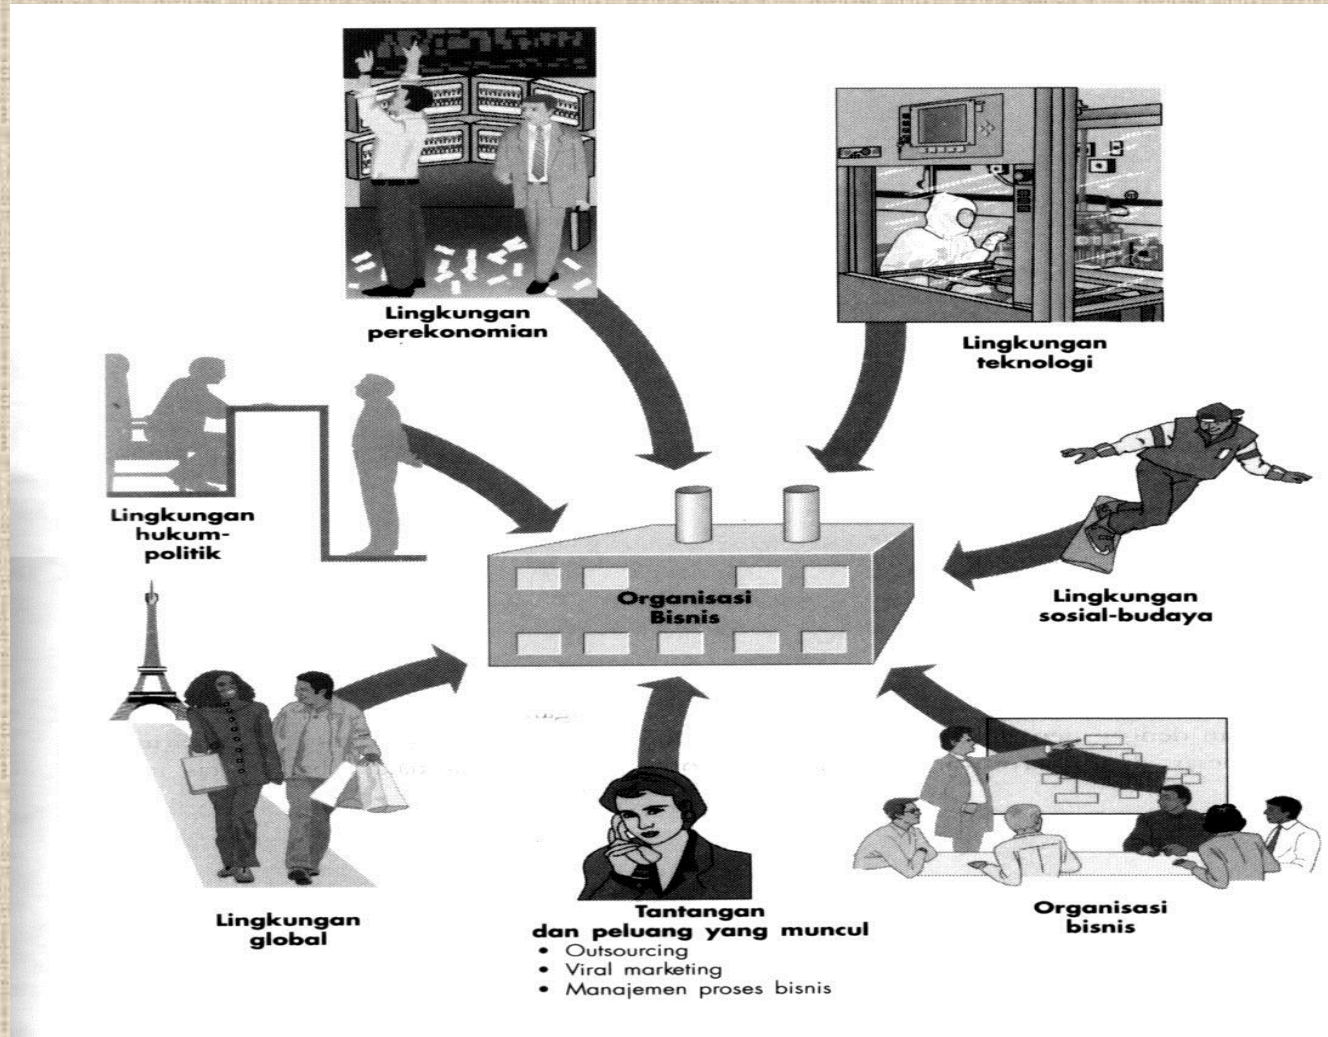 Lingkungan
perekonomian
Lingkungan
teknologi
Lingkungan
hukum-
politik
Organisasi
Bisnis
Lingkungan
sosial-budaya
Lingkungan
global
Tantangan
dan peluang yang muncul
• Outsourcing
• Viral marketing
• Manajemen proses bisnis
Organisasi
bisnis